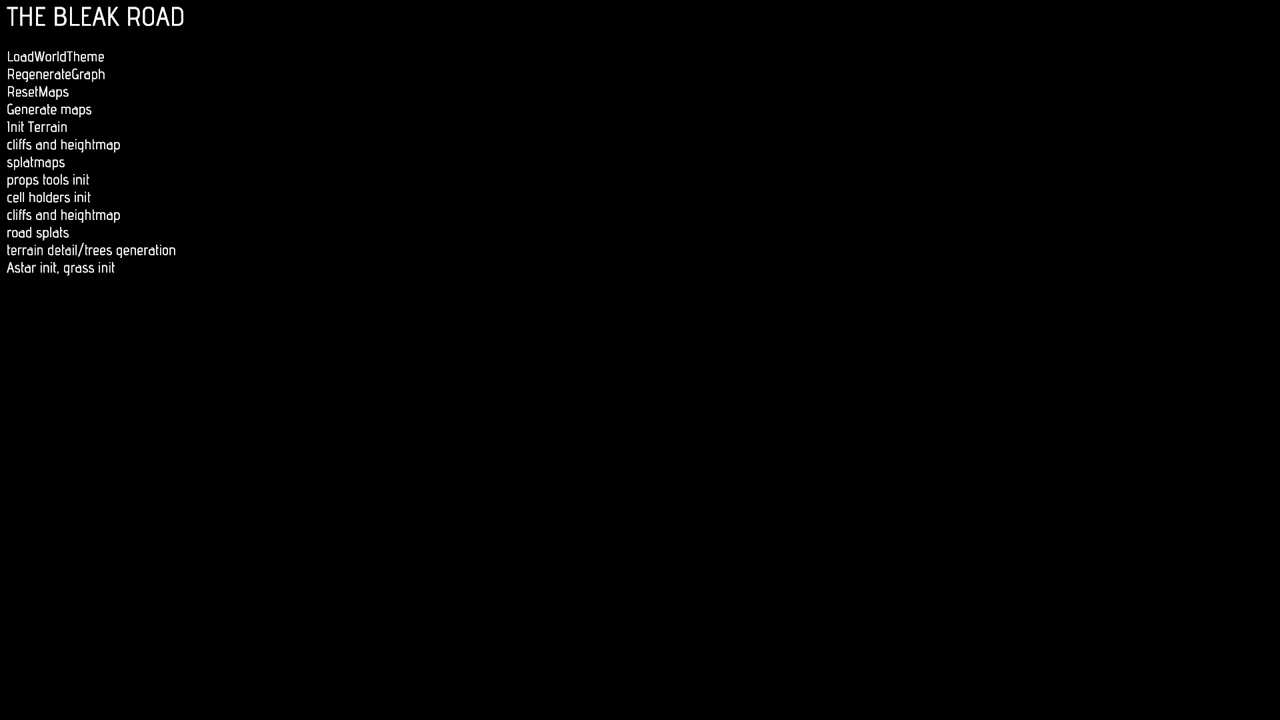 THE BLEAK ROAD
LoadWorldTheme
RegenerateGraph
ResetMaps
Generate maps
Init Terrain
cliffs and heightmap
splatmaps
props tools init
cell holders init
cliffs and heightmap
road splats
terrain detail/trees generation
Astar init, grass init